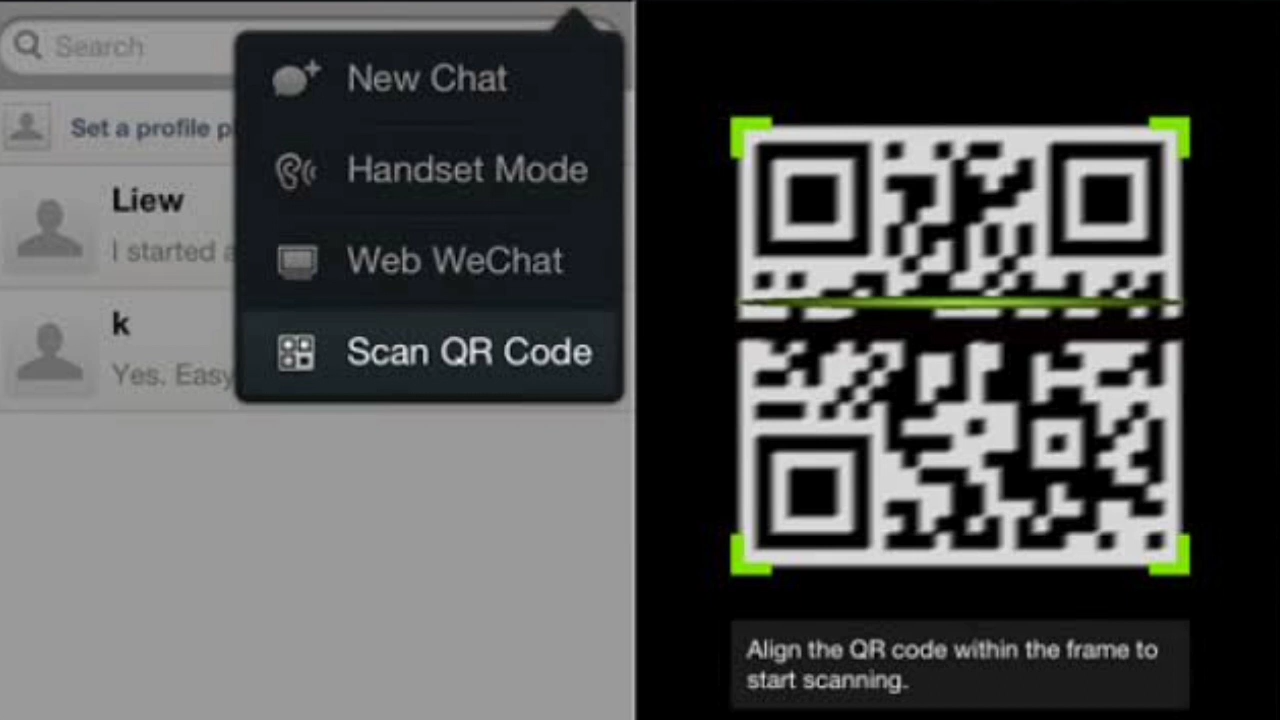 Search
New Chat
Set a profile p
Handset Mode
Liew
I started a
Web WeChat
k
Scan QR Code
Yes. Easy
Align the QR code within the frame to
start scanning.